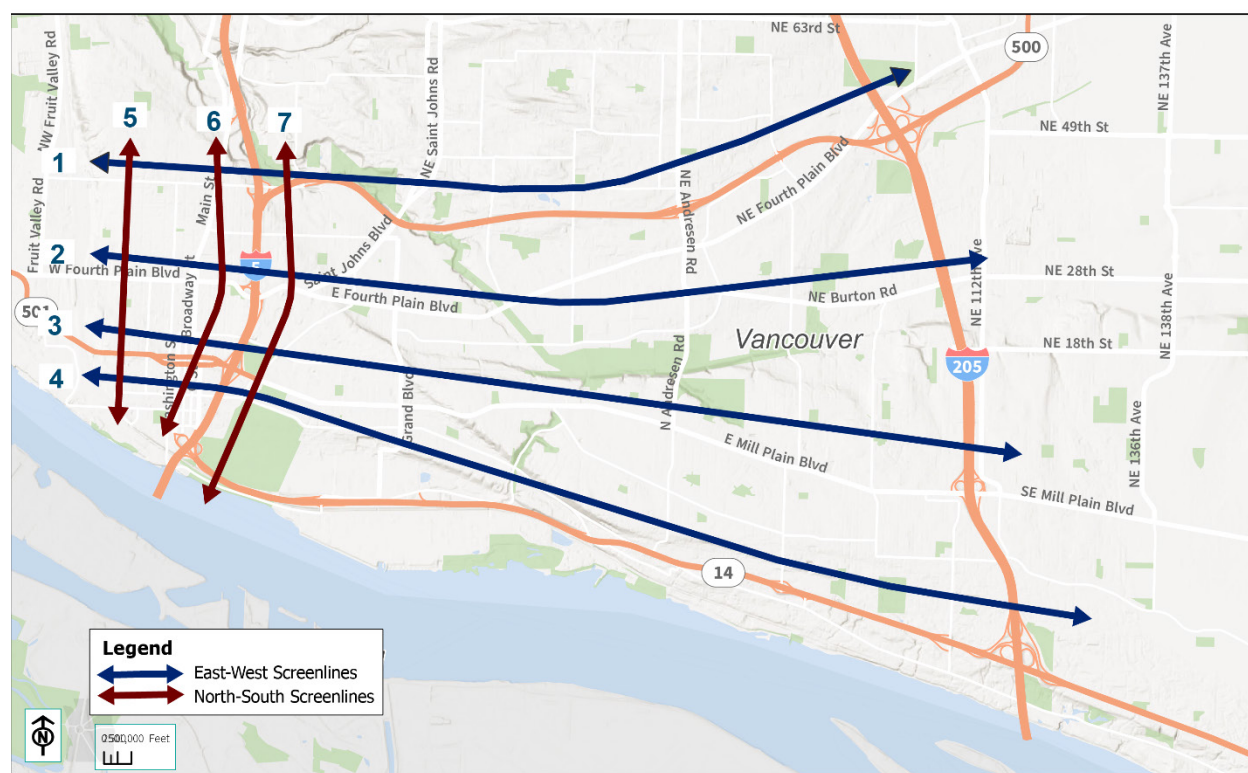 NE 63rd St
500
NE 137th Ave
NW Fruit Valley Rd
NE Saint Johns Rd
5
6
7
NE 49th St
1
Main St
NE Andresen Rd
NE Fourth Plain Blvd
Fruit Valley Rd
2
W Fourth Plain Blvd
5
Saint Johns Blvd
E Fourth Plain Blvd
NE Burton Rd
NE 112th Ave
NE 28th St
501
3
Broadway St
Vancouver
NE 18th St
NE 138th Ave
205
4
Grand Blvd
N Andresen Rd
E Mill Plain Blvd
NE 136th Ave
SE Mill Plain Blvd
14
Legend
East-West Screenlines
North-South Screenlines
N
Feet